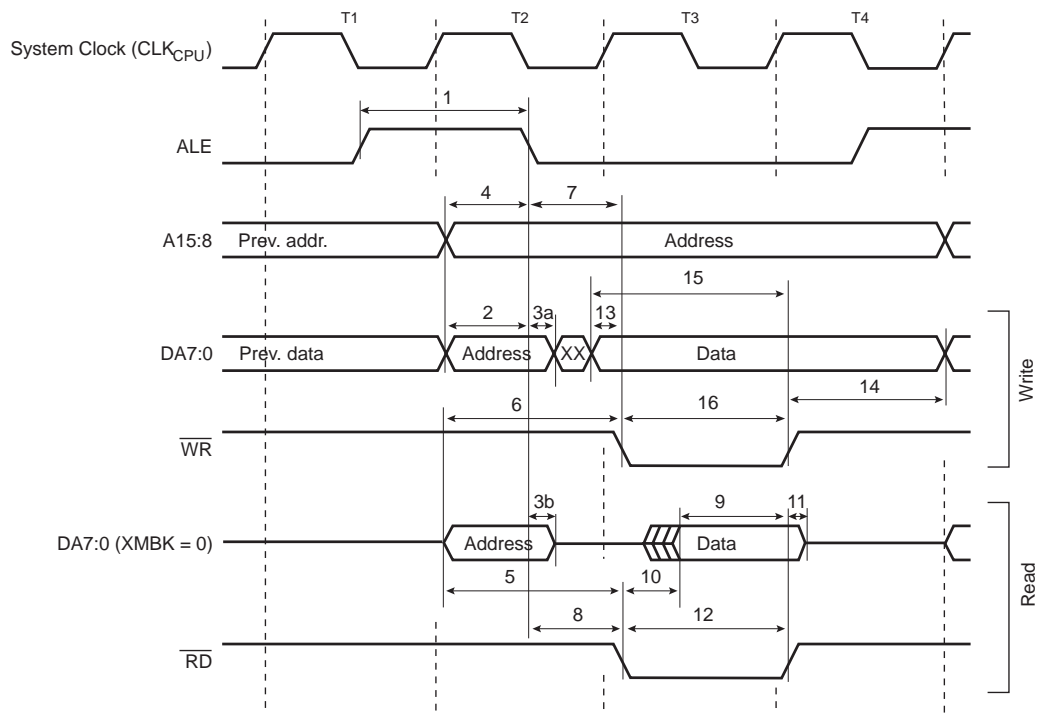 T1 T2 T3 T4
System Clock (CLKCPU)
1
ALE
4 7
A15:8 Prev. addr. Address
15
2 3a 13
DA7:0 Prev. data Address XX Data
14
6 16
WR
Write
3b 9 11
DA7:0 (XMBK = 0) Address Data
5 10
8 12
RD
Read